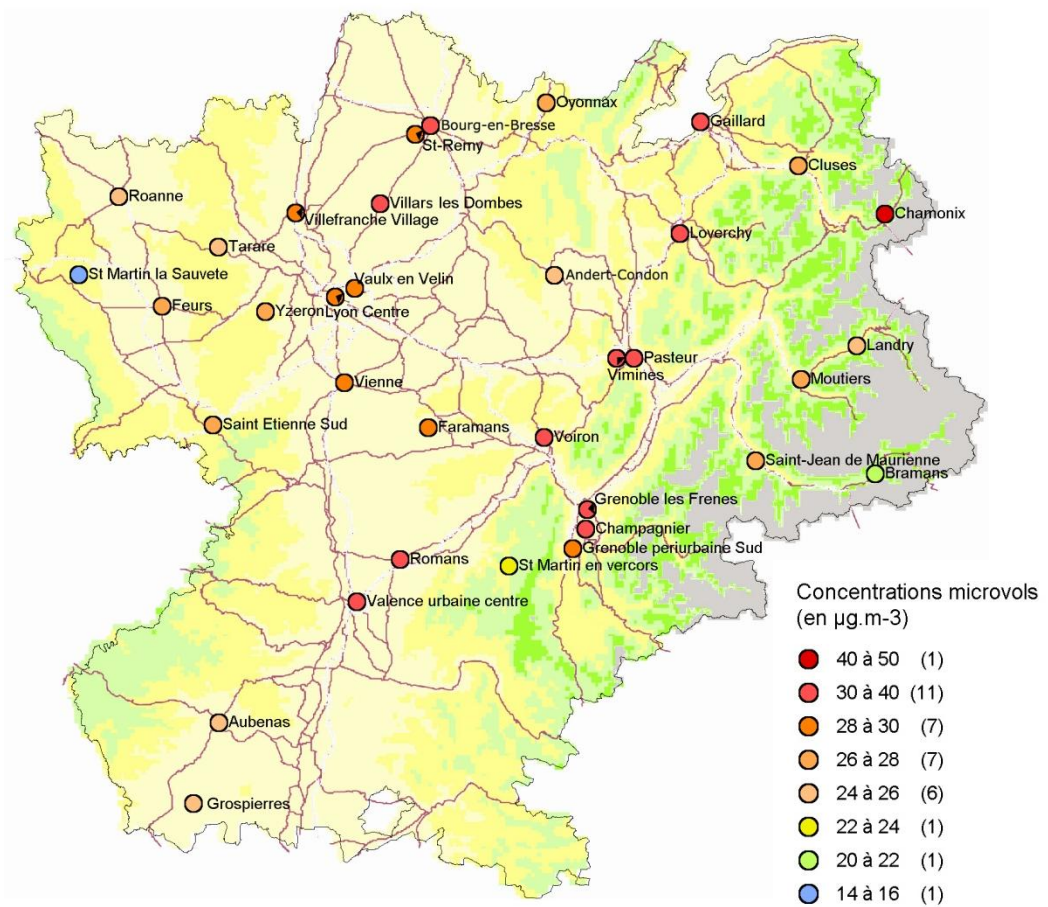 Oyonnax
Bourg-en-Bresse
St-Remy
Gaillard
Cluses
Roanne
Villars les Dombes
Villefranche Village
Chamonix
Loverchy
Tarare
St Martin la Sauvete
Andert-Condon
Vaulx en Velin
Feurs
Yzeron
Lyon Centre
Landry
Pasteur
Vimines
Moutiers
Vienne
Saint Etienne Sud
Faramans
Voiron
Saint-Jean de Maurienne
Bramans
Grenoble les Frenes
Champagnier
Grenoble periurbaine Sud
Romans
St Martin en vercors
Valence urbaine centre
Aubenas
Grospierres
Concentrations microvols
(en µg.m-3)
40 à 50 (1)
30 à 40 (11)
28 à 30 (7)
26 à 28 (7)
24 à 26 (6)
22 à 24 (1)
20 à 22 (1)
14 à 16 (1)